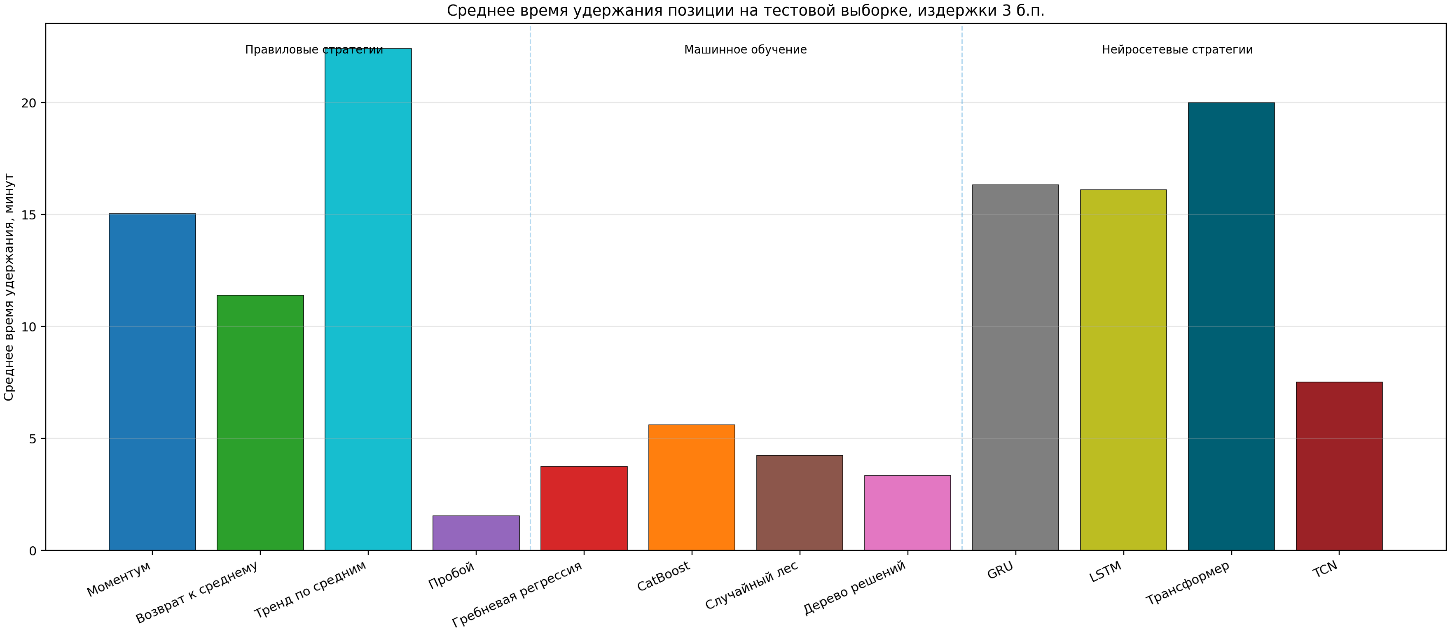 Среднее время удержания позиции на тестовой выборке, издержки 3 б.п.
Правиловые стратегии
Машинное обучение
Нейросетевые стратегии
Среднее время удержания, минут
20
15
10
5
0
Моментум
Возврат к среднему
Тренд по средним
Пробой
Гребневая регрессия
CatBoost
Случайный лес
Дерево решений
GRU
LSTM
Трансформер
TCN